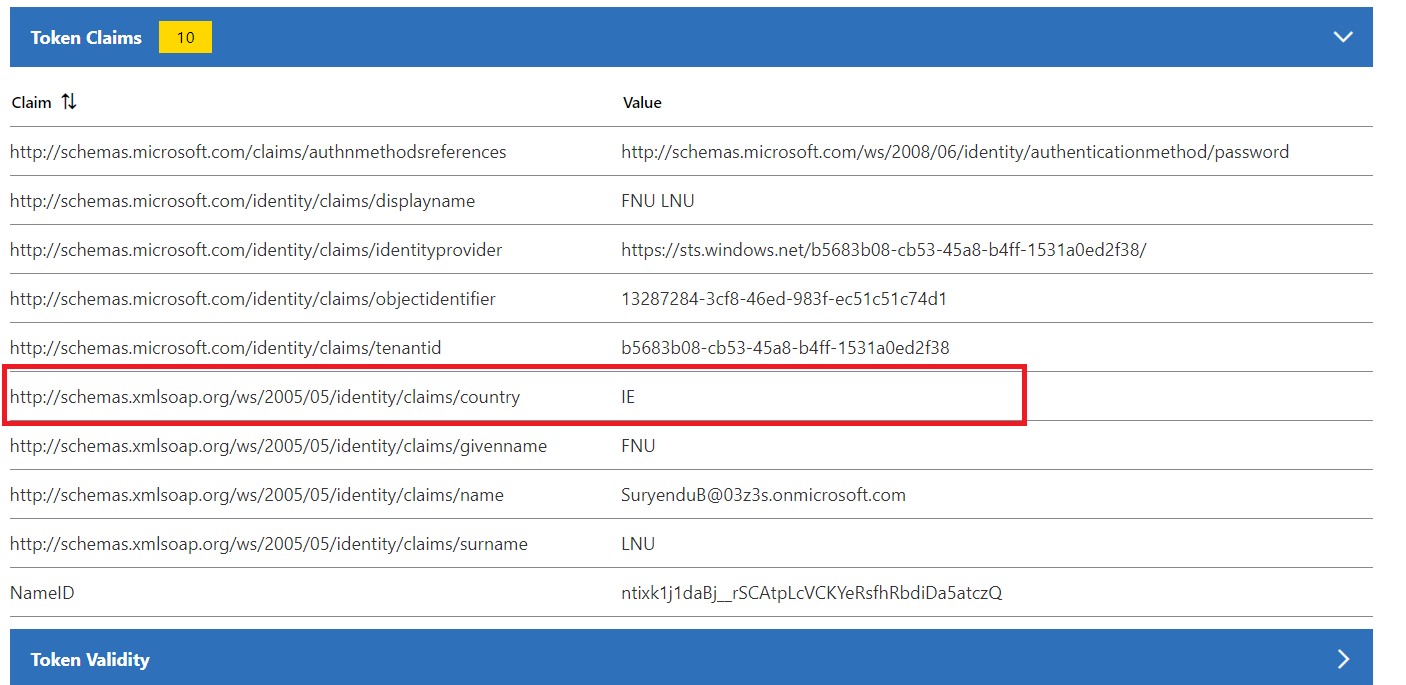 Token Claims 10
Claim Value
http://schemas.microsoft.com/claims/authnmethodsreferences http://schemas.microsoft.com/ws/2008/06/identity/authenticationmethod/password
http://schemas.microsoft.com/identity/claims/displayname FNU LNU
http://schemas.microsoft.com/identity/claims/identityprovider https://sts.windows.net/b5683b08-cb53-45a8-b4ff-1531a0ed2f38/
http://schemas.microsoft.com/identity/claims/objectidentifier 13287284-3cf8-46ed-983f-ec51c51c74d1
http://schemas.microsoft.com/identity/claims/tenantid b5683b08-cb53-45a8-b4ff-1531a0ed2f38
http://schemas.xmlsoap.org/ws/2005/05/identity/claims/country IE
http://schemas.xmlsoap.org/ws/2005/05/identity/claims/givenname FNU
http://schemas.xmlsoap.org/ws/2005/05/identity/claims/name SuryenduB@03z3s.onmicrosoft.com
http://schemas.xmlsoap.org/ws/2005/05/identity/claims/surname LNU
NameID ntixk1j1daBj__rSCAtpLcVCKYeRsfhRbdiDa5atczQ
Token Validity